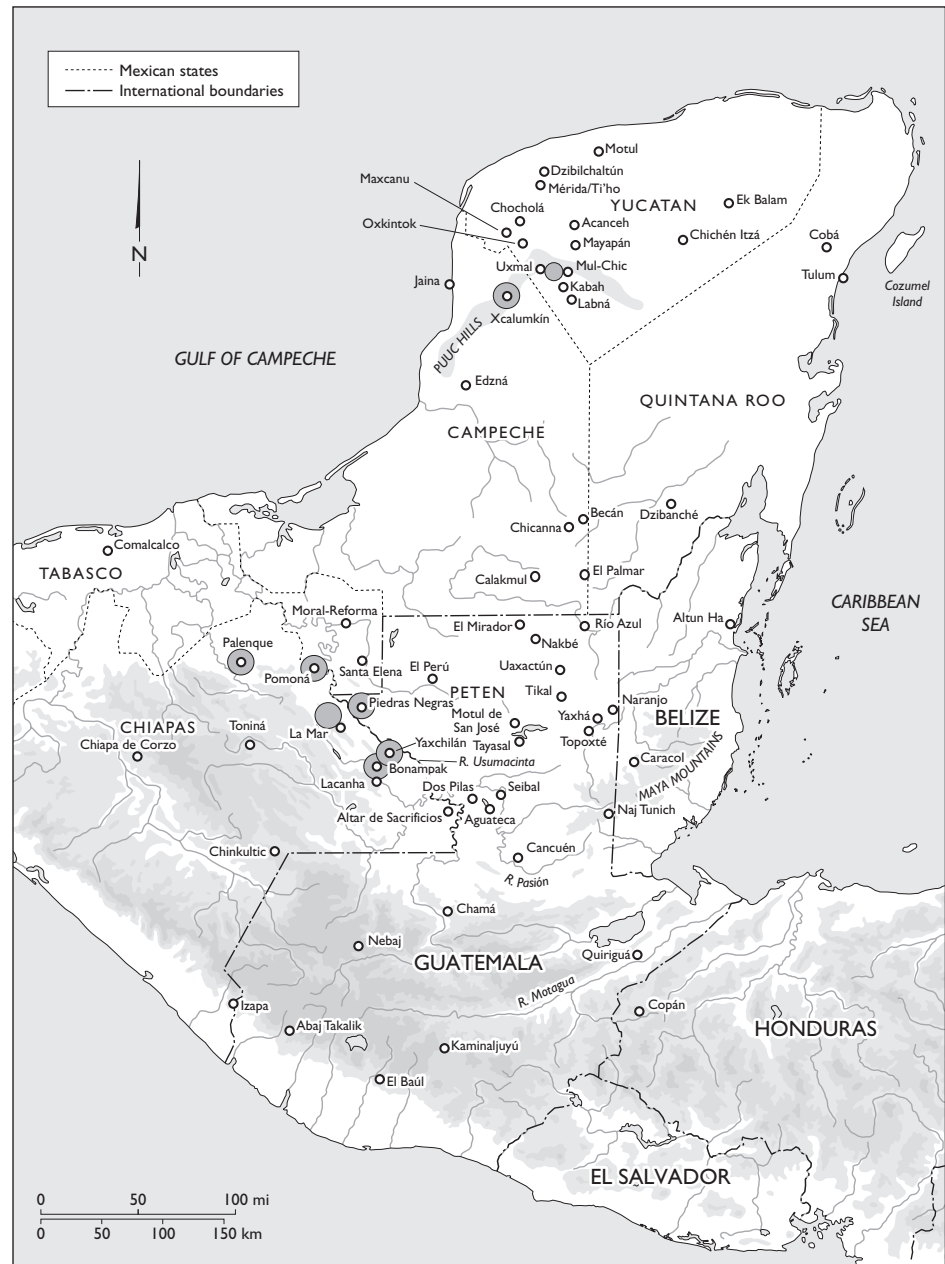 Mexican states
International boundaries
N
Motul
Dzibilchaltún
Mérida/Ti'ho
Maxcanu
YUCATAN
Ek Balam
Chocholá
Oxkintok
Acanceh
Mayapán
Chichén Itzá
Cobá
Uxmal
Mul-Chic
Jaina
Kabah
Labná
Tulum
Cozumel
Island
Xcalumkín
PUUC HILLS
GULF OF CAMPECHE
Edzná
QUINTANA ROO
CAMPECHE
Becán
Dzibanché
Chicanna
Comalcalco
TABASCO
Calakmul
El Palmar
CARIBBEAN
SEA
Moral-Reforma
El Mirador
Río Azul
Altun Ha
Nakbé
Palenque
Pomoná
Santa Elena
El Perú
Uaxactún
PETEN
Tikal
Piedras Negras
Naranjo
Motul de
San José
Yaxhá
BELIZE
CHIAPAS
Toniná
La Mar
Chiapa de Corzo
Yaxchilán
Tayasal
Topoxté
R. Usumacinta
Bonampak
Caracol
MAYA MOUNTAINS
Lacanha
Dos Pilas
Seibal
Altar de Sacrificios
Aguateca
Naj Tunich
Chinkultic
Cancuén
R. Pasión
Chamá
Nebaj
GUATEMALA
Quiriguá
R. Motagua
Izapa
Copán
Abaj Takalik
Kaminaljuyú
HONDURAS
El Baúl
EL SALVADOR
0 50 100 mi
0 50 100 150 km